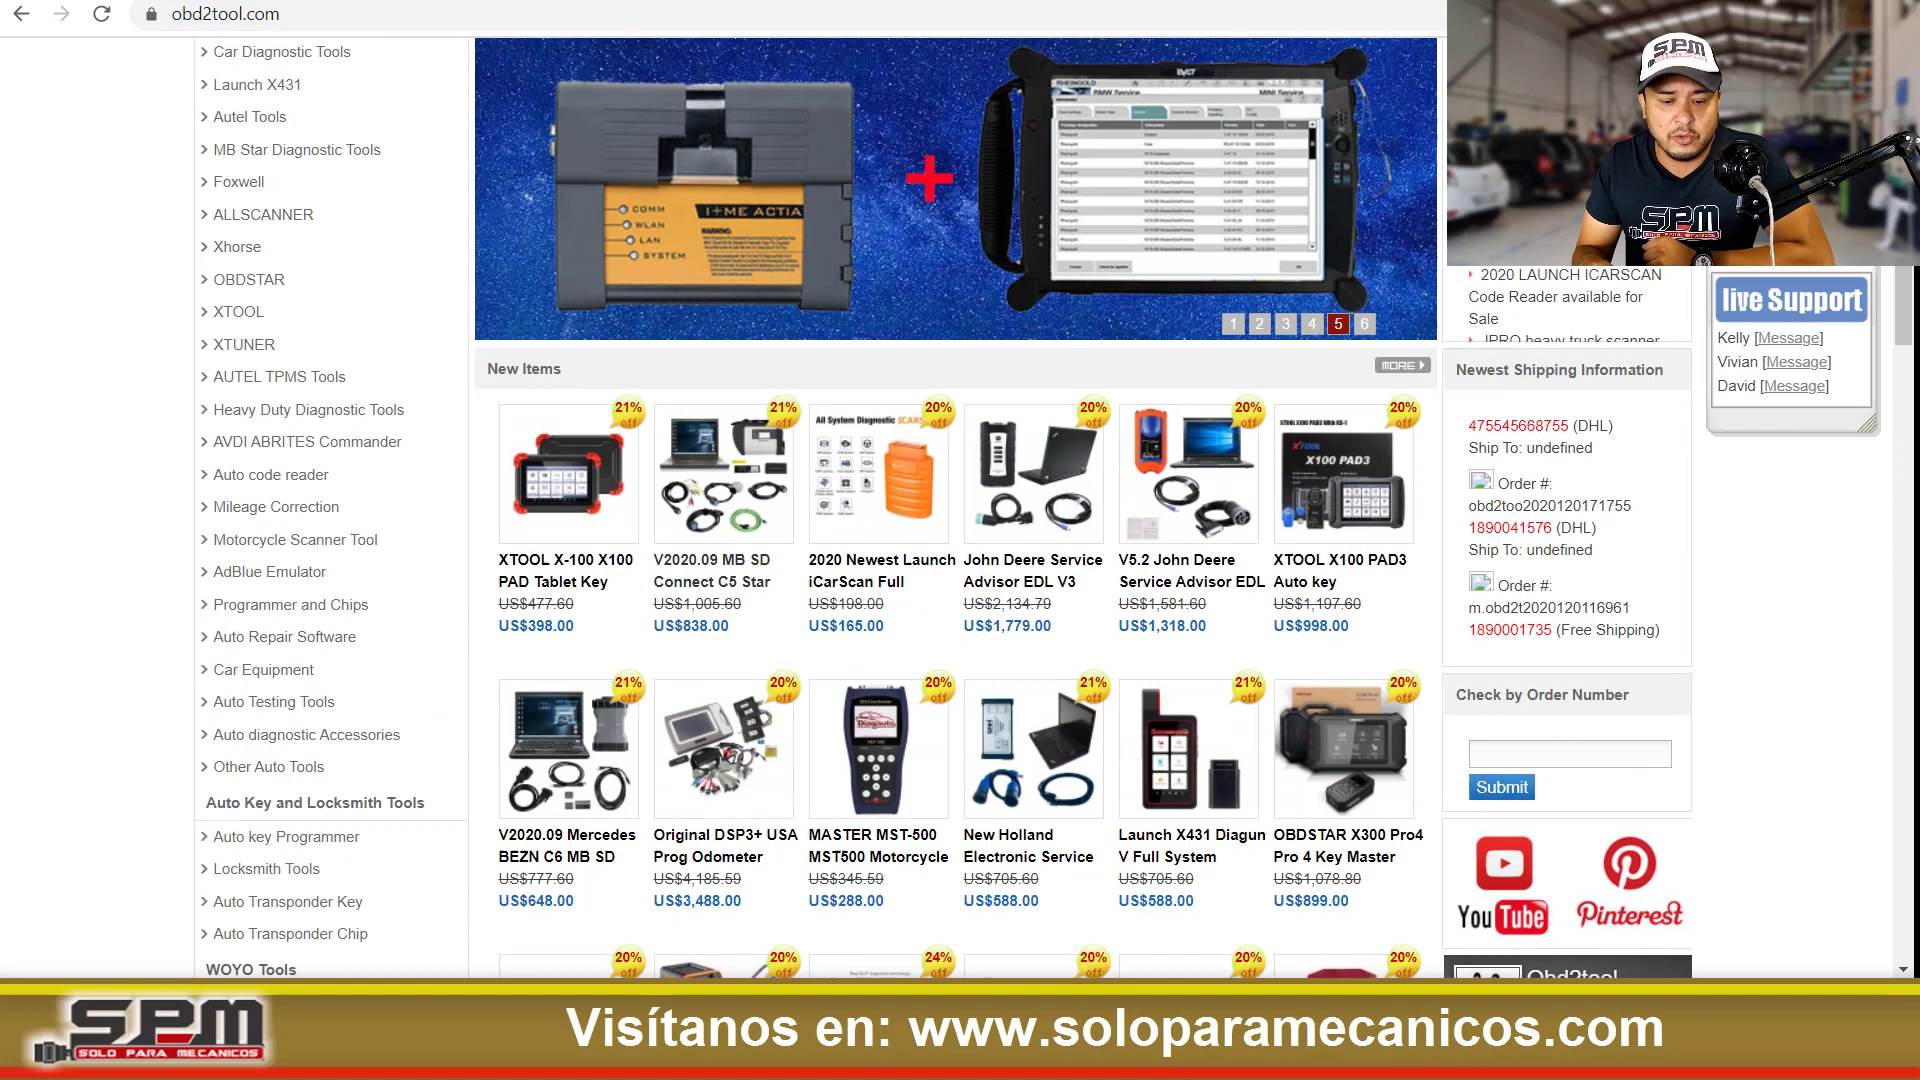 obd2tool.com
Car Diagnostic Tools
Launch X431
Autel Tools
MB Star Diagnostic Tools
Foxwell
ALLSCANNER
Xhorse
OBDSTAR
XTOOL
XTUNER
AUTEL TPMS Tools
Heavy Duty Diagnostic Tools
AVDI ABRITES Commander
Auto code reader
Mileage Correction
Motorcycle Scanner Tool
AdBlue Emulator
Programmer and Chips
Auto Repair Software
Car Equipment
Auto Testing Tools
Auto diagnostic Accessories
Other Auto Tools
Auto Key and Locksmith Tools
Auto key Programmer
Locksmith Tools
Auto Transponder Key
Auto Transponder Chip
WOYO Tools
COMM
WLAN
LAN
SYSTEM
I+ME ACTIA
WARNING:
RHEINGOLD
BMW Service
MINI Service
1 2 3 4 5 6
New Items
MORE
21% off
21% off
20% off
20% off
20% off
20% off
All System Diagnostic ICARS
XTOOL
X100 PAD3
XTOOL X-100 X100
PAD Tablet Key
US$477.60
US$398.00
V2020.09 MB SD
Connect C5 Star
US$1,005.60
US$838.00
2020 Newest Launch
iCarScan Full
US$198.00
US$165.00
John Deere Service
Advisor EDL V3
US$2,134.79
US$1,779.00
V5.2 John Deere
Service Advisor EDL
US$1,581.60
US$1,318.00
XTOOL X100 PAD3
Auto key
US$1,197.60
US$998.00
21% off
20% off
20% off
21% off
21% off
20% off
V2020.09 Mercedes
BEZN C6 MB SD
US$777.60
US$648.00
Original DSP3+ USA
Prog Odometer
US$4,185.59
US$3,488.00
MASTER MST-500
MST500 Motorcycle
US$345.59
US$288.00
New Holland
Electronic Service
US$705.60
US$588.00
Launch X431 Diagun
V Full System
US$705.60
US$588.00
OBDSTAR X300 Pro4
Pro 4 Key Master
US$1,078.80
US$899.00
20% off
20% off
24% off
20% off
20% off
20% off
2020 LAUNCH ICARSCAN
Code Reader available for
Sale
JPRO heavy truck scanner
Newest Shipping Information
475545668755 (DHL)
Ship To: undefined
Order #:
obd2too2020120171755
1890041576 (DHL)
Ship To: undefined
Order #:
m.obd2t2020120116961
1890001735 (Free Shipping)
Check by Order Number
Submit
YouTube
Pinterest
Obd2tool
live Support
Kelly [Message]
Vivian [Message]
David [Message]
SPM
SPM
SPM
SOLO PARA MECANICOS
Visítanos en: www.soloparamecanicos.com